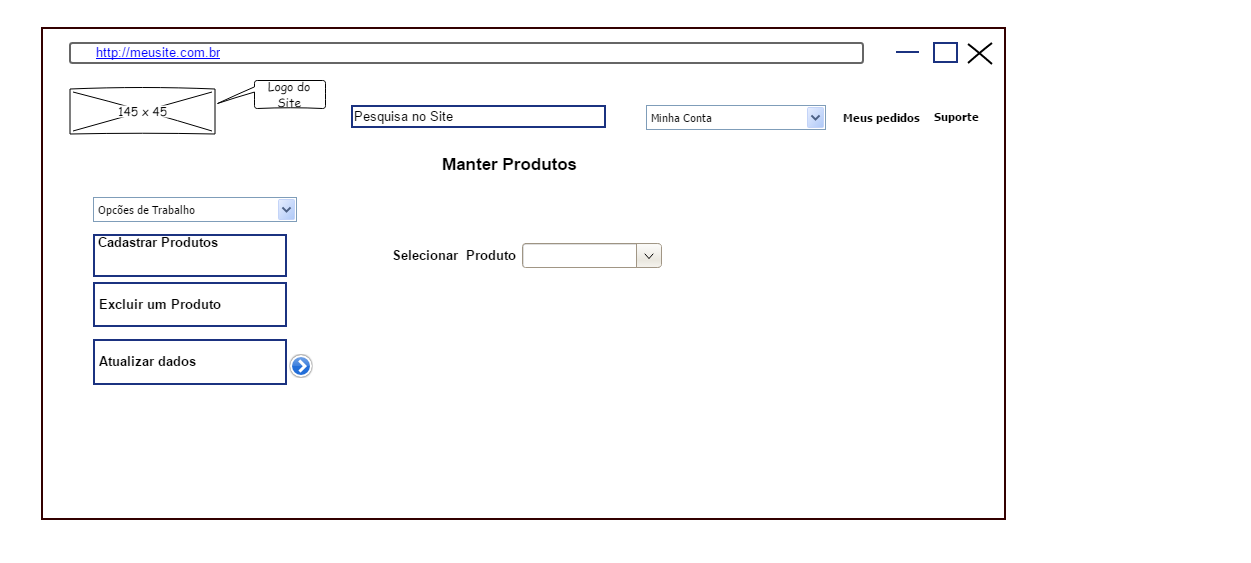 http://meusite.com.br
Logo do
Site
145 x 45
Pesquisa no Site
Minha Conta
Meus pedidos
Suporte
Manter Produtos
Opcões de Trabalho
Cadastrar Produtos
Selecionar Produto
Excluir um Produto
Atualizar dados